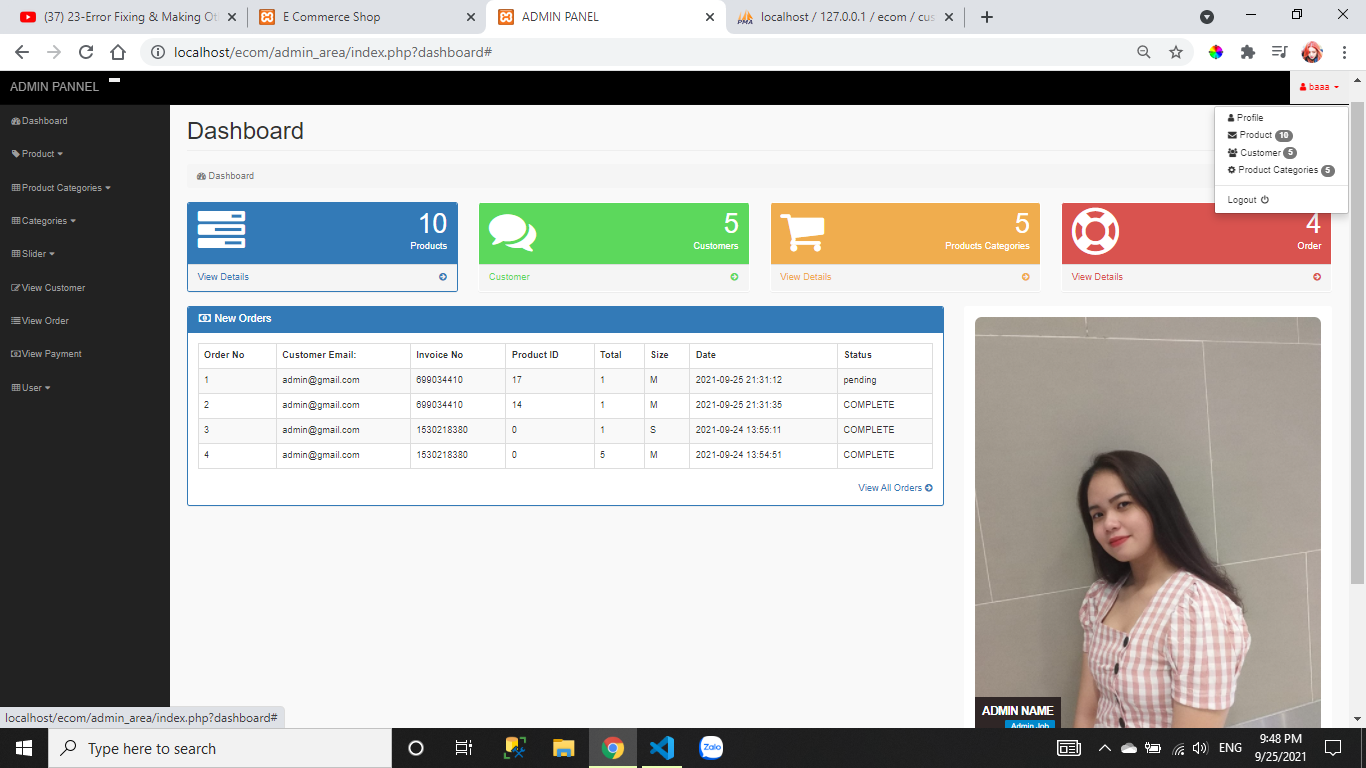 (37) 23-Error Fixing & Making Ot
E Commerce Shop
ADMIN PANEL
localhost / 127.0.0.1 / ecom / cus
localhost/ecom/admin_area/index.php?dashboard#
ADMIN PANNEL
baaa
Profile
Product 10
Customer 5
Product Categories 5
Logout
Dashboard
Product
Product Categories
Categories
Slider
View Customer
View Order
View Payment
User
Dashboard
Dashboard
10
Products
View Details
5
Customers
Customer
5
Products Categories
View Details
4
Order
View Details
New Orders
Order No Customer Email: Invoice No Product ID Total Size Date Status
1 admin@gmail.com 699034410 17 1 M 2021-09-25 21:31:12 pending
2 admin@gmail.com 699034410 14 1 M 2021-09-25 21:31:35 COMPLETE
3 admin@gmail.com 1530218380 0 1 S 2021-09-24 13:55:11 COMPLETE
4 admin@gmail.com 1530218380 0 5 M 2021-09-24 13:54:51 COMPLETE
View All Orders
ADMIN NAME
Admin Job
localhost/ecom/admin_area/index.php?dashboard#
Type here to search
Zalo
ENG
9:48 PM
9/25/2021